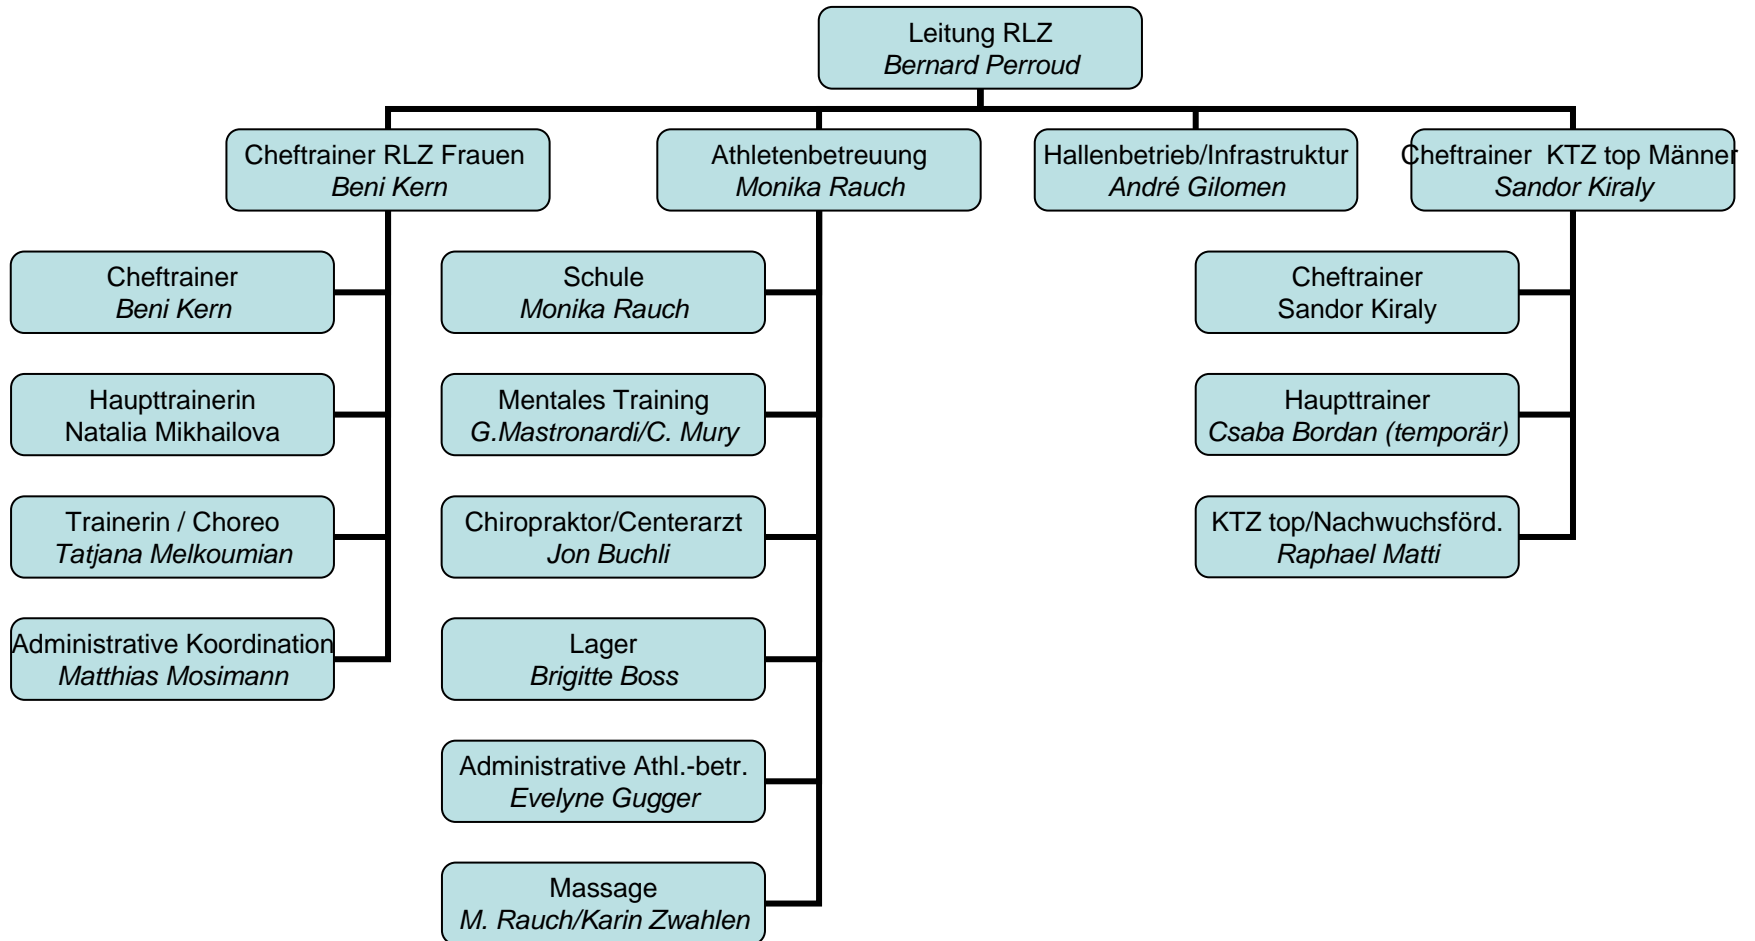 Leitung RLZ
Bernard Perroud
Cheftrainer RLZ Frauen
Beni Kern
Athletenbetreuung
Monika Rauch
Hallenbetrieb/Infrastruktur
André Gilomen
Cheftrainer  KTZ top Männer
Sandor Kiraly
Cheftrainer
Beni Kern
Haupttrainerin
Natalia Mikhailova
Trainerin / Choreo
Tatjana Melkoumian
Administrative Koordination
Matthias Mosimann
Schule
Monika Rauch
Mentales Training
G.Mastronardi/C. Mury
Chiropraktor/Centerarzt
Jon Buchli
Lager
Brigitte Boss
Administrative Athl.-betr.
Evelyne Gugger
Massage
M. Rauch/Karin Zwahlen
Cheftrainer
Sandor Kiraly
Haupttrainer
Csaba Bordan (temporär)
KTZ top/Nachwuchsförd.
Raphael Matti